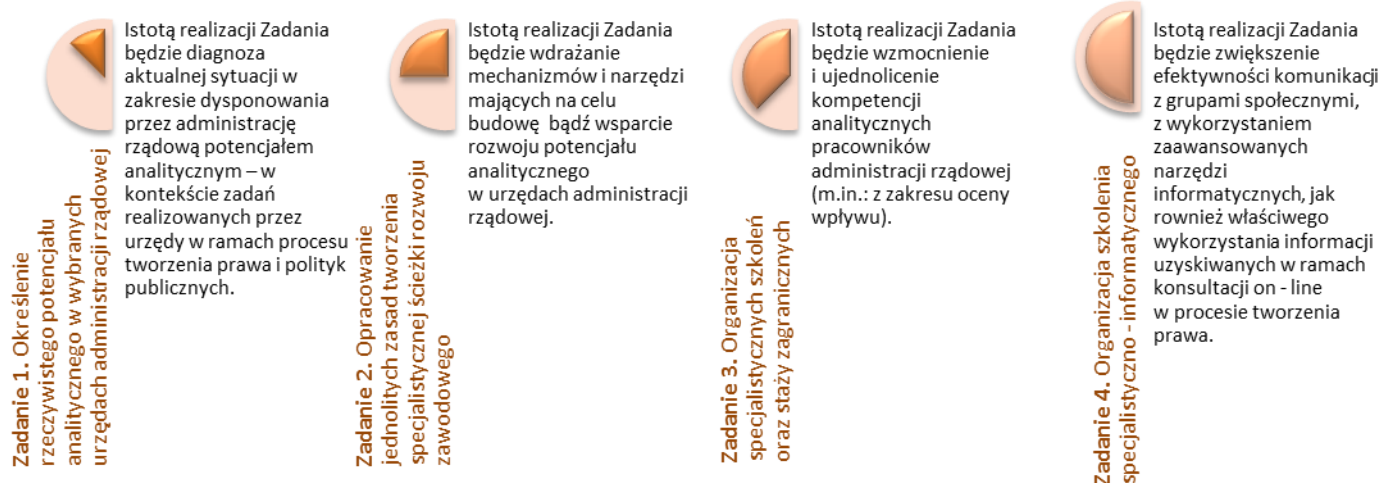 Zadanie 1. Określenie
rzeczywistego potencjału
analitycznego w wybranych
urzędach administracji rządowej
Istotą realizacji Zadania
będzie diagnoza
aktualnej sytuacji w
zakresie dysponowania
przez administrację
rządową potencjałem
analitycznym – w
kontekście zadań
realizowanych przez
urzędy w ramach procesu
tworzenia prawa i polityk
publicznych.
Zadanie 2. Opracowanie
jednolitych zasad tworzenia
specjalistycznej ścieżki rozwoju
zawodowego
Istotą realizacji Zadania
będzie wdrażanie
mechanizmów i narzędzi
mających na celu
budowę bądź wsparcie
rozwoju potencjału
analitycznego
w urzędach administracji
rządowej.
Zadanie 3. Organizacja
specjalistycznych szkoleń
oraz staży zagranicznych
Istotą realizacji Zadania
będzie wzmocnienie
i ujednolicenie
kompetencji
analitycznych
pracowników
administracji rządowej
(m.in.: z zakresu oceny
wpływu).
Zadanie 4. Organizacja szkolenia
specjalistyczno - informatycznego
Istotą realizacji Zadania
będzie zwiększenie
efektywności komunikacji
z grupami społecznymi,
z wykorzystaniem
zaawansowanych
narzędzi
informatycznych, jak
rownież właściwego
wykorzystania informacji
uzyskiwanych w ramach
konsultacji on - line
w procesie tworzenia
prawa.